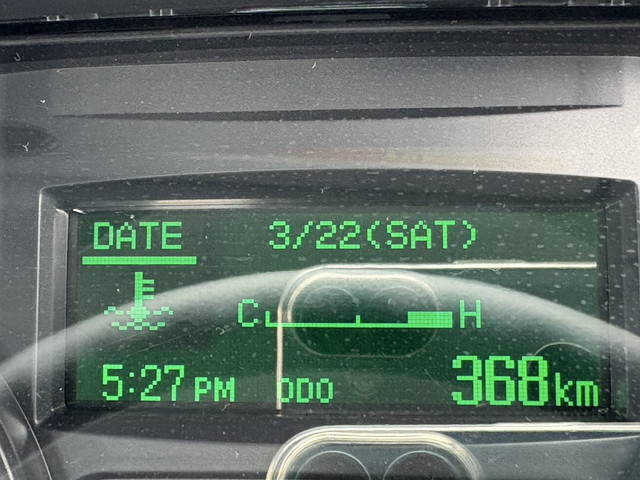 DATE 3/22(SAT)
C H
5:27 PM ODO 368km